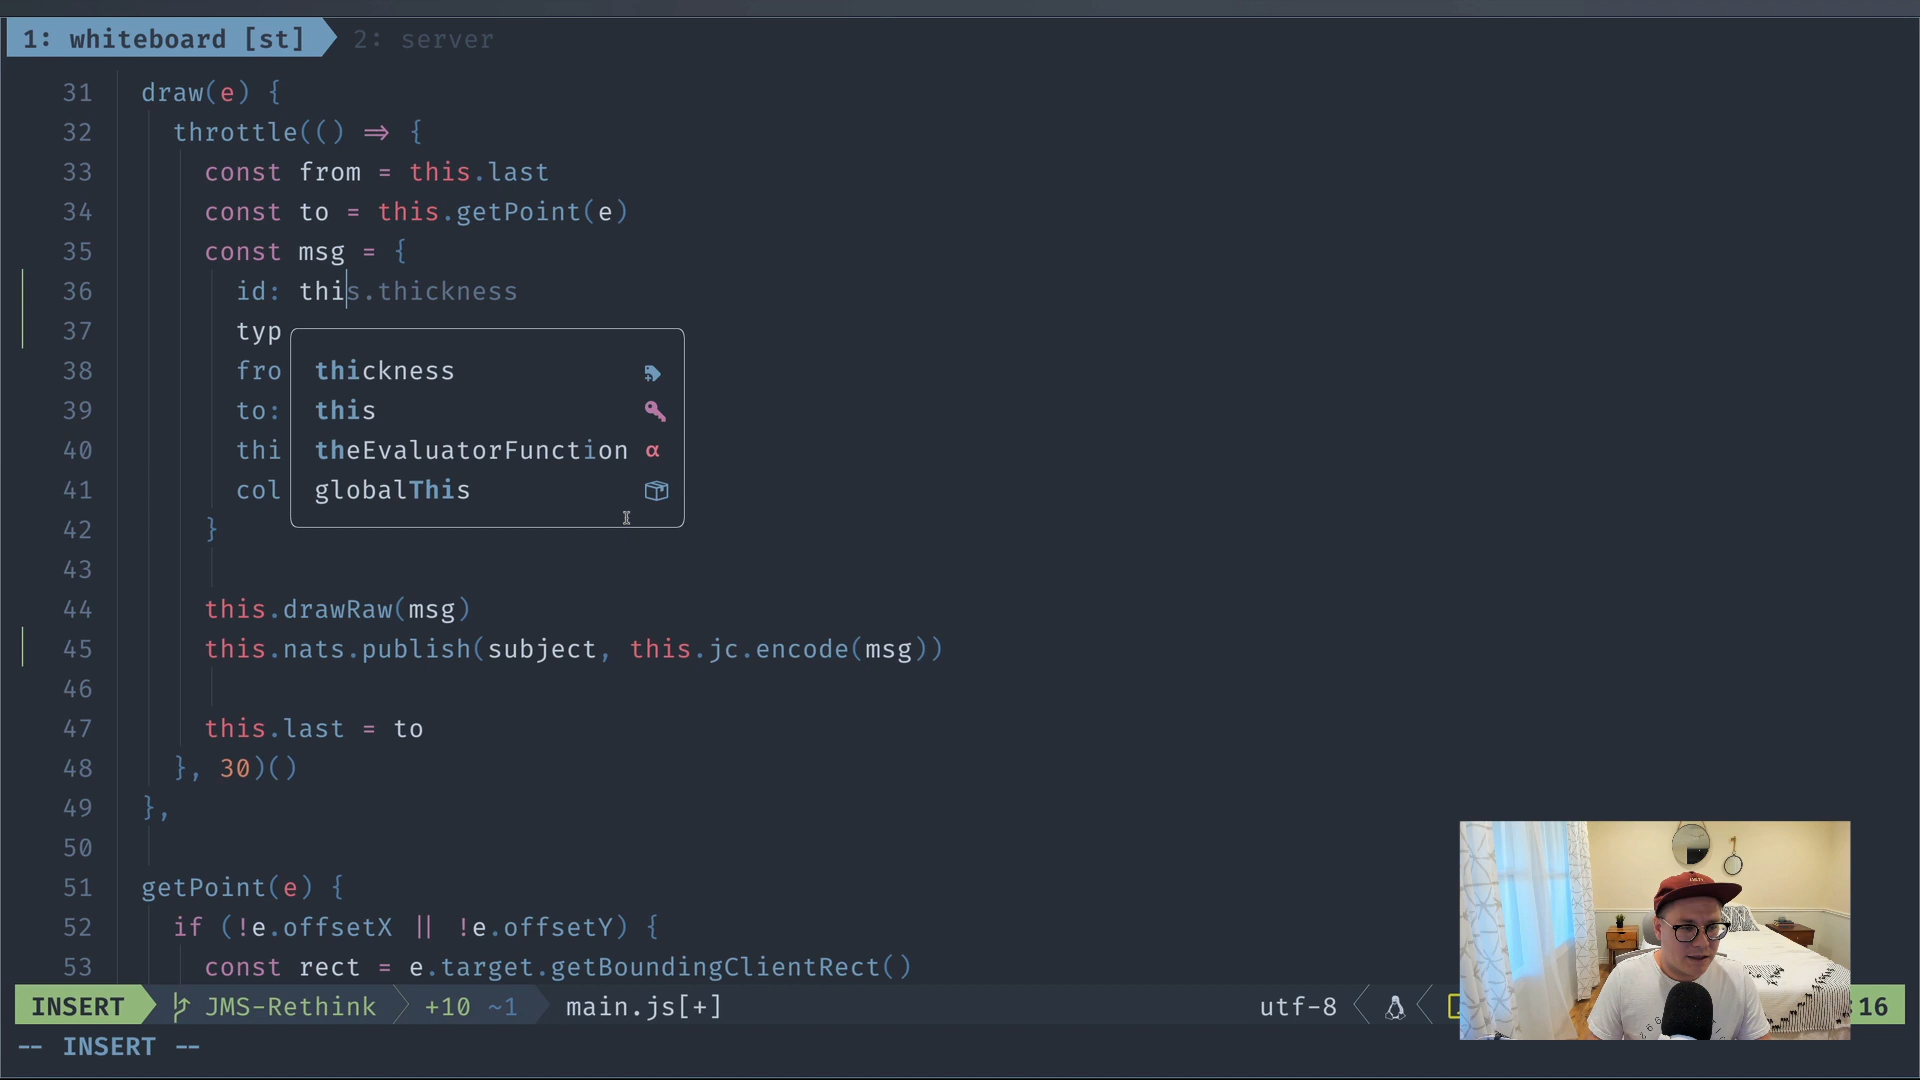 1: whiteboard [st] 2: server
31 draw(e) {
32 throttle(() => {
33 const from = this.last
34 const to = this.getPoint(e)
35 const msg = {
36 id: this.thickness
37 typ
thickness
38 fro
this
39 to:
theEvaluatorFunction α
40 thi
globalThis
41 col
42 }
43
44 this.drawRaw(msg)
45 this.nats.publish(subject, this.jc.encode(msg))
46
47 this.last = to
48 }, 30)()
49 },
50
51 getPoint(e) {
52 if (!e.offsetX || !e.offsetY) {
53 const rect = e.target.getBoundingClientRect()
INSERT JMS-Rethink +10 ~1 main.js[+] utf-8 :16
-- INSERT --